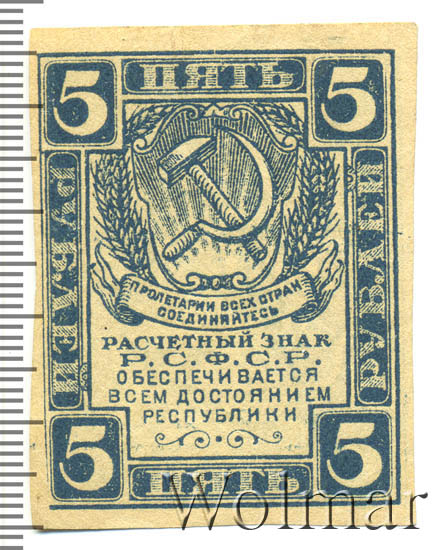 5 ПЯТЬ 5
РУБЛЕЙ
РУБЛЕЙ
ПРОЛЕТАРИИ ВСЕХ СТРАН
СОЕДИНЯЙТЕСЬ
РАСЧЕТНЫЙ ЗНАК
Р.С.Ф.С.Р.
ОБЕСПЕЧИВАЕТСЯ
ВСЕМ ДОСТОЯНИЕМ
РЕСПУБЛИКИ
5 ПЯТЬ 5
Wolmar